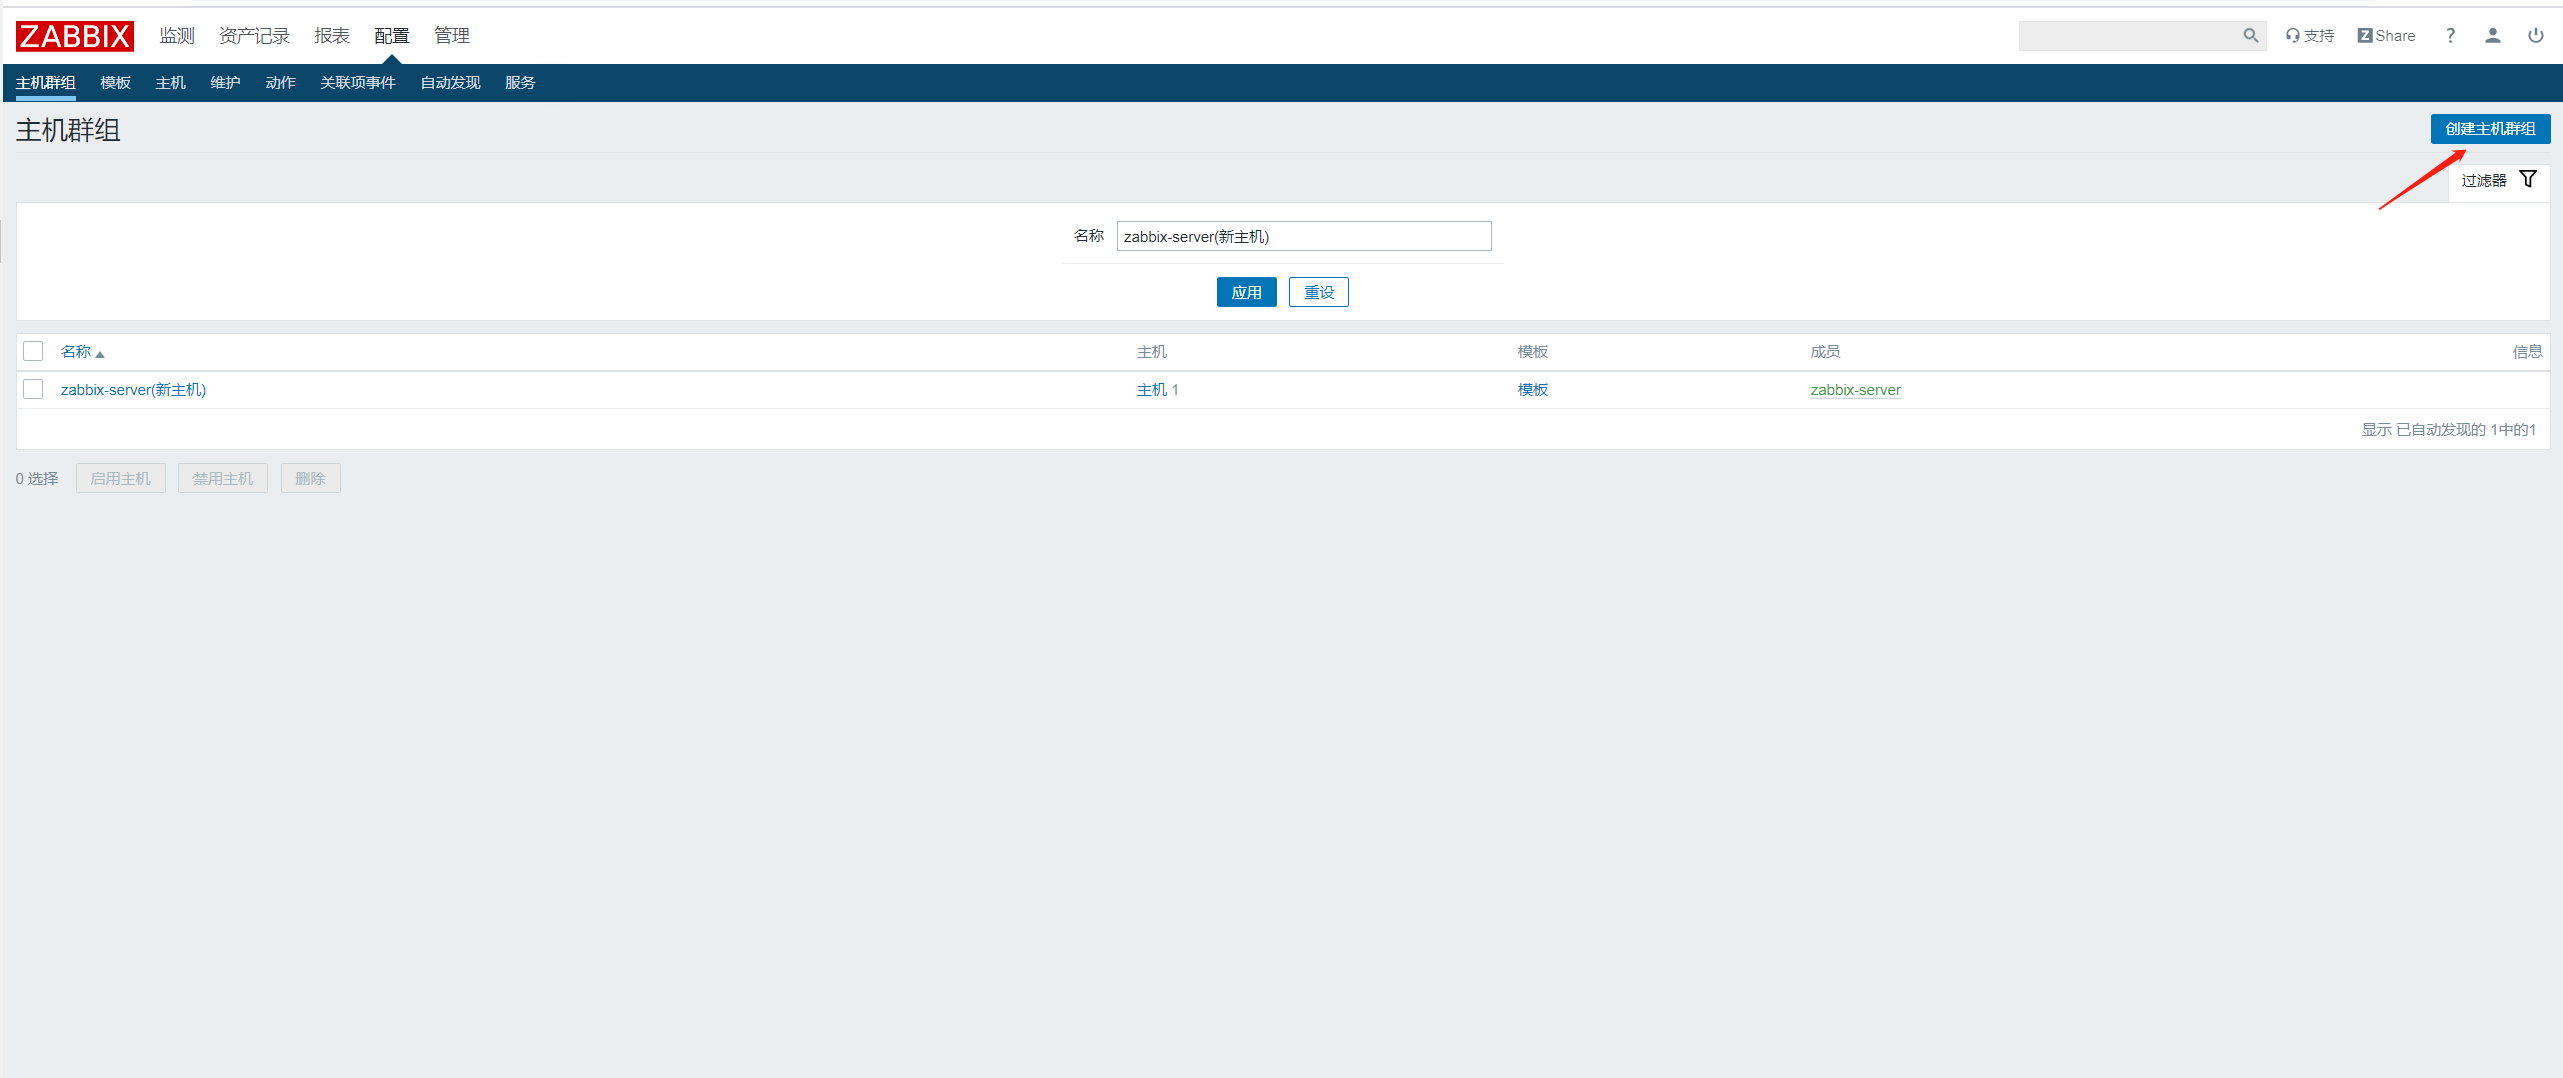 ZABBIX 监测 资产记录 报表 配置 管理 支持 Z Share ?
主机群组 模板 主机 维护 动作 关联项事件 自动发现 服务
主机群组 创建主机群组
过滤器
名称 zabbix-server(新主机)
应用 重设
名称 主机 模板 成员 信息
zabbix-server(新主机) 主机 1 模板 zabbix-server
显示 已自动发现的 1中的1
0 选择 启用主机 禁用主机 删除